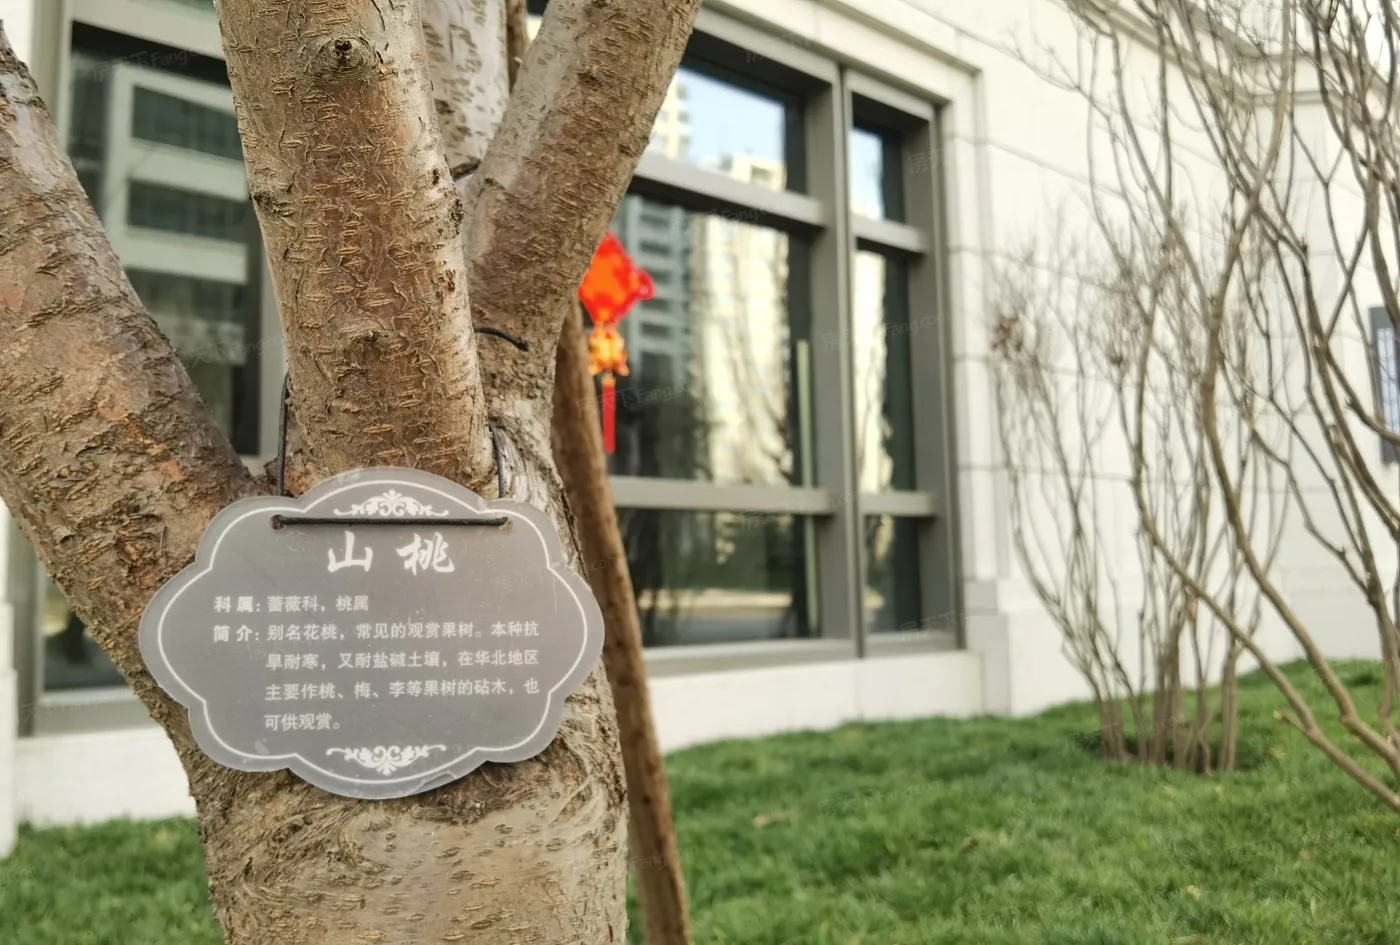 山桃
科属：蔷薇科，桃属
简介：别名花桃，常见的观赏果树。本种抗
旱耐寒，又耐盐碱土壤，在华北地区
主要作桃、梅、李等果树的砧木，也
可供观赏。